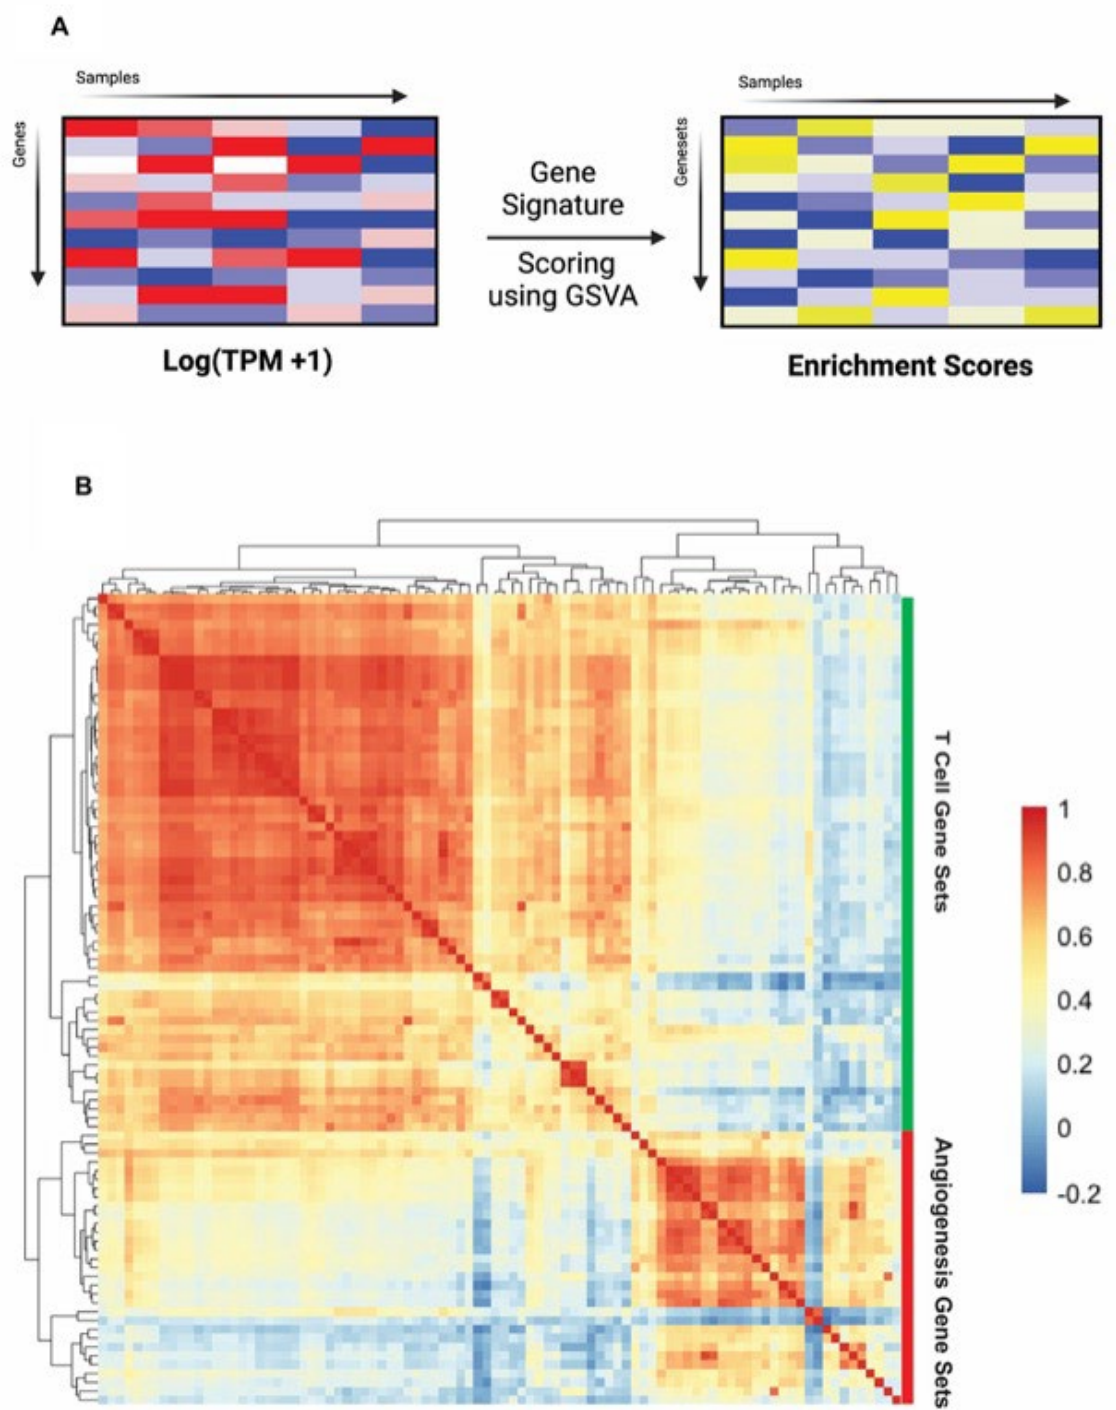 A
Samples
Genes
Log(TPM +1)
Gene
Signature
Scoring
using GSVA
Samples
Genesets
Enrichment Scores
B
T Cell Gene Sets
Angiogenesis Gene Sets
1
0.8
0.6
0.4
0.2
0
-0.2